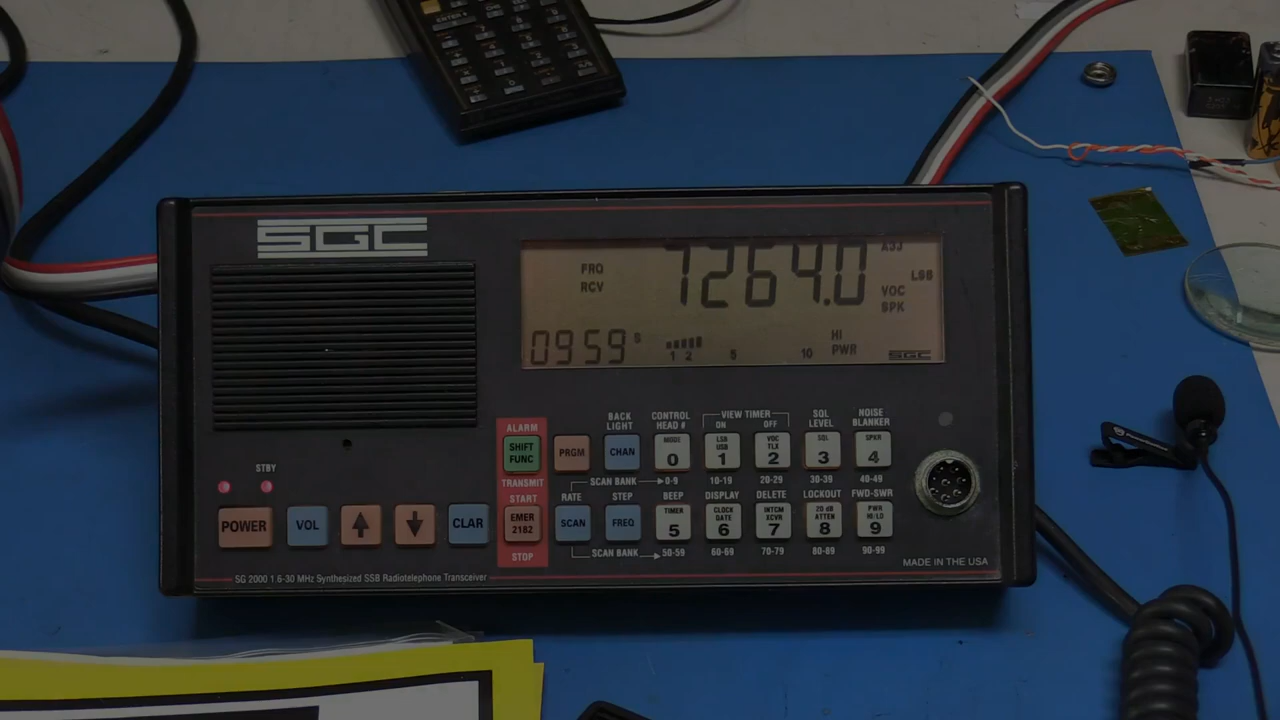 ENTER
SGC
7264.0
ADJ
FRQ
LSB
RCV
VOC
SPK
0959 S
HI
1 2 5 10 PWR
SGC
ALARM
BACK LIGHT
CONTROL HEAD #
VIEW TIMER
ON OFF
SQL LEVEL
NOISE BLANKER
SHIFT FUNC
PRGM
CHAN
MODE 0
LSB USB 1
VOC TLX 2
SQL 3
SPKR 4
STBY
TRANSMIT
SCAN BANK 0-9 10-19 20-29 30-39 40-49
START
RATE
STEP
BEEP
DISPLAY
DELETE
LOCKOUT
FWD-SWR
POWER
VOL
CLAR
EMER 2182
SCAN
FREQ
TIMER 5
CLOCK DATE 6
INTCM XCVR 7
20 dB ATTEN 8
PWR HI/LO 9
STOP
SCAN BANK 50-59 60-69 70-79 80-89 90-99
MADE IN THE USA
SG 2000 1.6-30 MHz Synthesized SSB Radiotelephone Transceiver